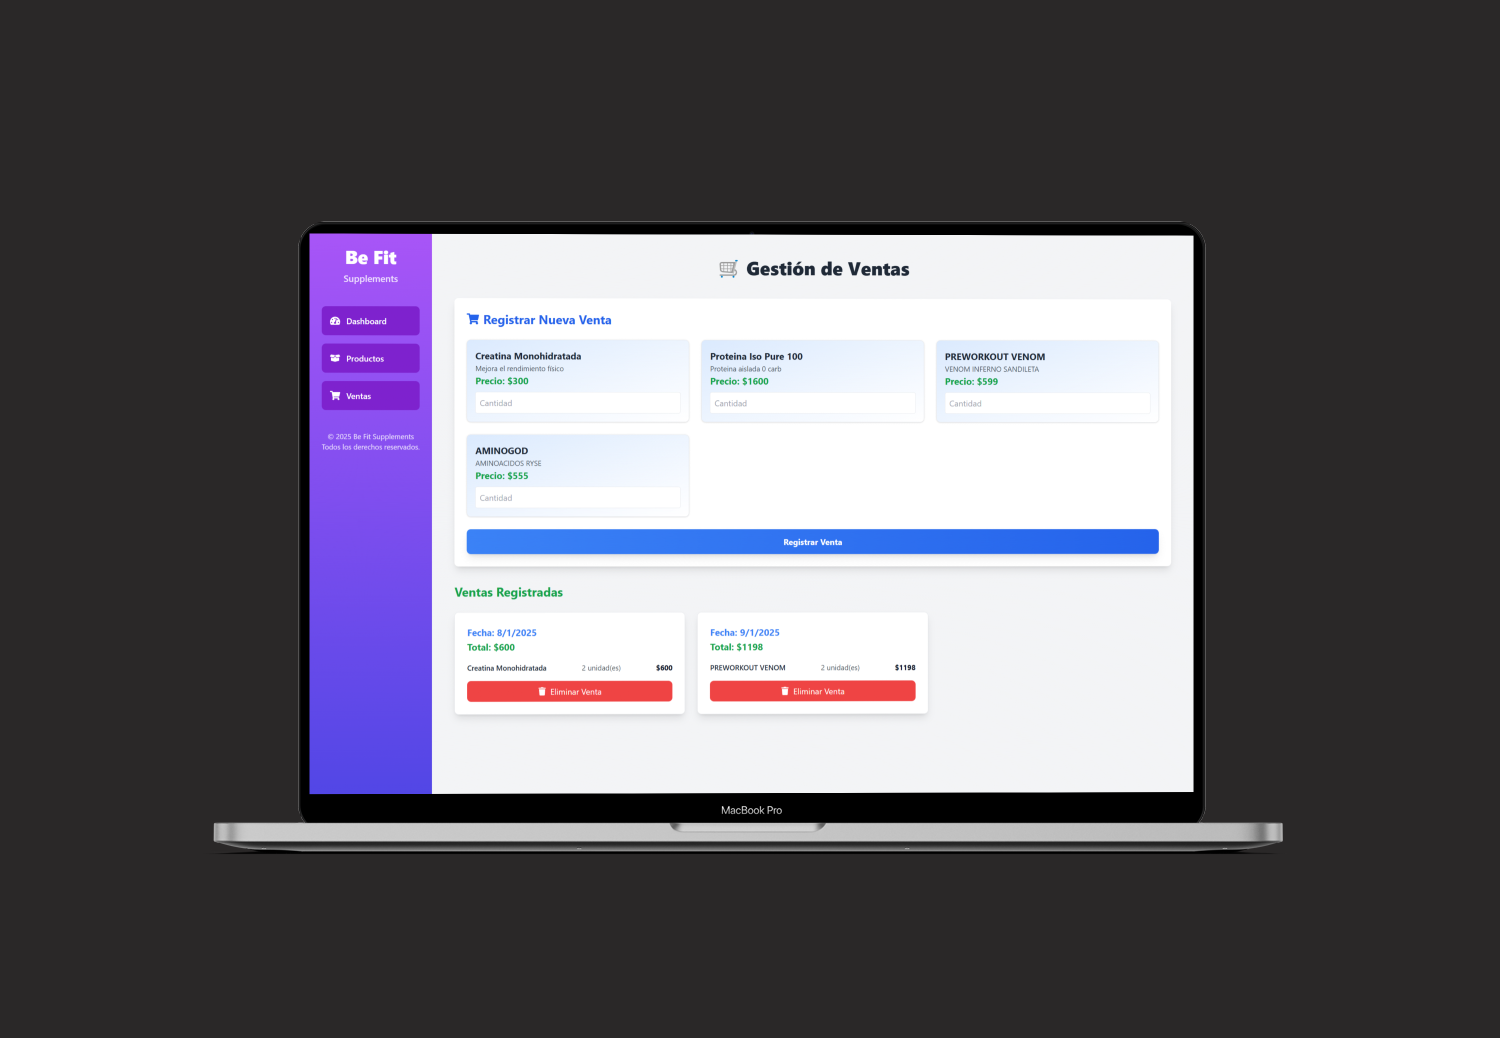 Be Fit
Supplements
Dashboard
Productos
Ventas
© 2025 Be Fit Supplements
Todos los derechos reservados.
Gestión de Ventas
Registrar Nueva Venta
Creatina Monohidratada
Mejora el rendimiento físico
Precio: $300
Cantidad
Proteina Iso Pure 100
Proteina aislada 0 carb
Precio: $1600
Cantidad
PREWORKOUT VENOM
VENOM INFERNO SANDILETA
Precio: $599
Cantidad
AMINOGOD
AMINOACIDOS RYSE
Precio: $555
Cantidad
Registrar Venta
Ventas Registradas
Fecha: 8/1/2025
Total: $600
Creatina Monohidratada 2 unidad(es) $600
Eliminar Venta
Fecha: 9/1/2025
Total: $1198
PREWORKOUT VENOM 2 unidad(es) $1198
Eliminar Venta
MacBook Pro